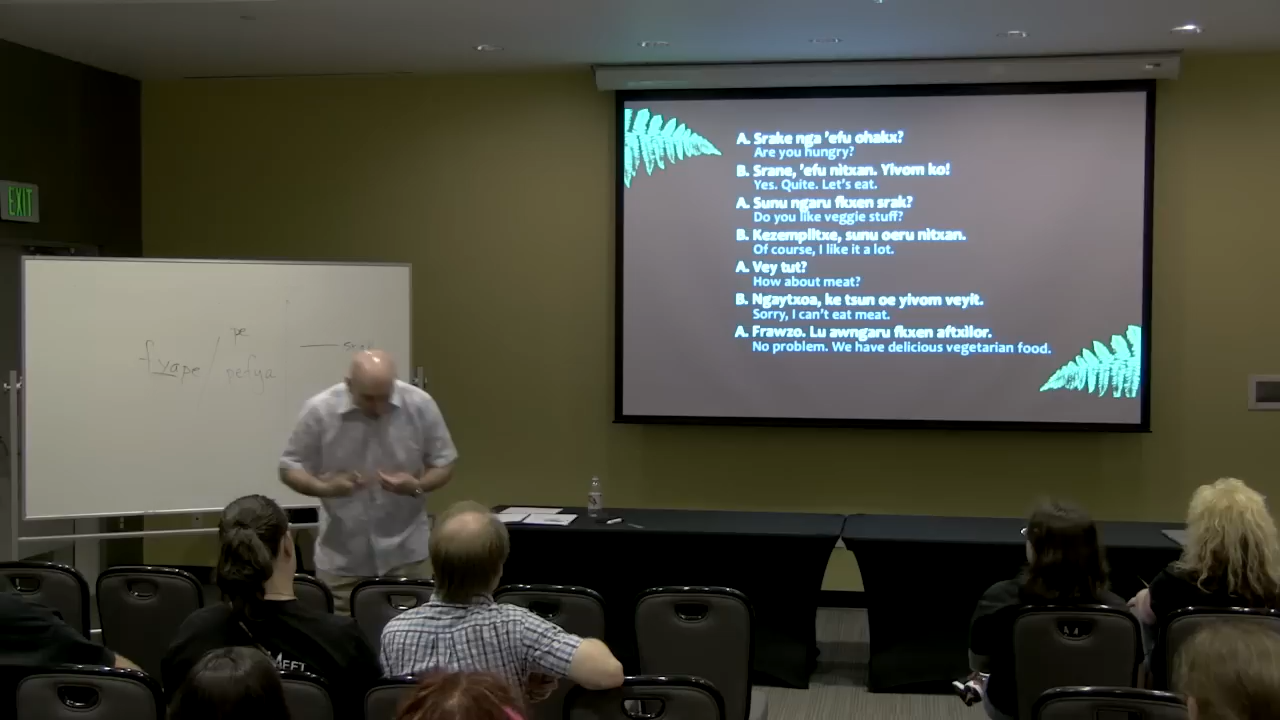 EXIT
fyape / pe
pefya
A. Srake nga 'efu ohakx?
Are you hungry?
B. Srane, 'efu nìtxan. Yivom ko!
Yes. Quite. Let's eat.
A. Sunu ngaru fkxen srak?
Do you like veggie stuff?
B. Kezemplltxe, sunu oeru nìtxan.
Of course, I like it a lot.
A. Vey tut?
How about meat?
B. Ngaytxoa, ke tsun oe yivom veyit.
Sorry, I can't eat meat.
A. Frawzo. Lu awngaru fkxen aftxìlor.
No problem. We have delicious vegetarian food.